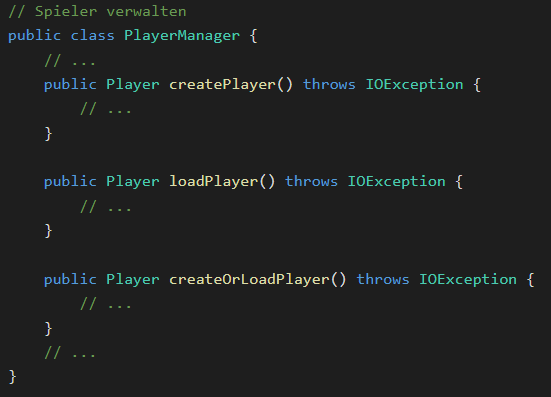 // Spieler verwalten
public class PlayerManager {
    // ...
    public Player createPlayer() throws IOException {
        // ...
    }

    public Player loadPlayer() throws IOException {
        // ...
    }

    public Player createOrLoadPlayer() throws IOException {
        // ...
    }
    // ...
}